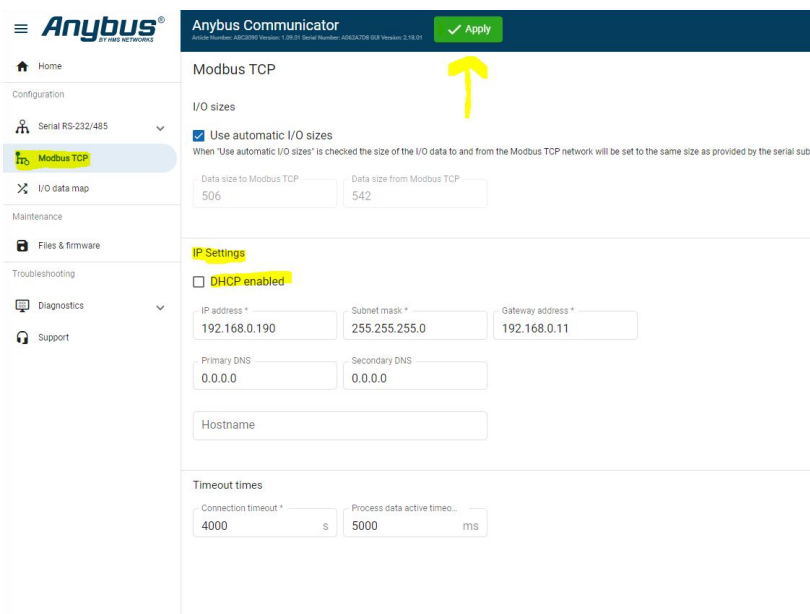 Anybus®
BY HMS NETWORKS
Anybus Communicator
Article Number: ABC3090 Version: 1.09.01 Serial Number: A062A7D8 GUI Version: 2.18.01
Apply
Home
Configuration
Serial RS-232/485
Modbus TCP
I/O data map
Maintenance
Files & firmware
Troubleshooting
Diagnostics
Support
Modbus TCP
I/O sizes
Use automatic I/O sizes
When "Use automatic I/O sizes" is checked the size of the I/O data to and from the Modbus TCP network will be set to the same size as provided by the serial sub
Data size to Modbus TCP Data size from Modbus TCP
506 542
IP Settings
DHCP enabled
IP address * Subnet mask * Gateway address *
192.168.0.190 255.255.255.0 192.168.0.11
Primary DNS Secondary DNS
0.0.0.0 0.0.0.0
Hostname
Timeout times
Connection timeout * Process data active timeo...
4000 s 5000 ms